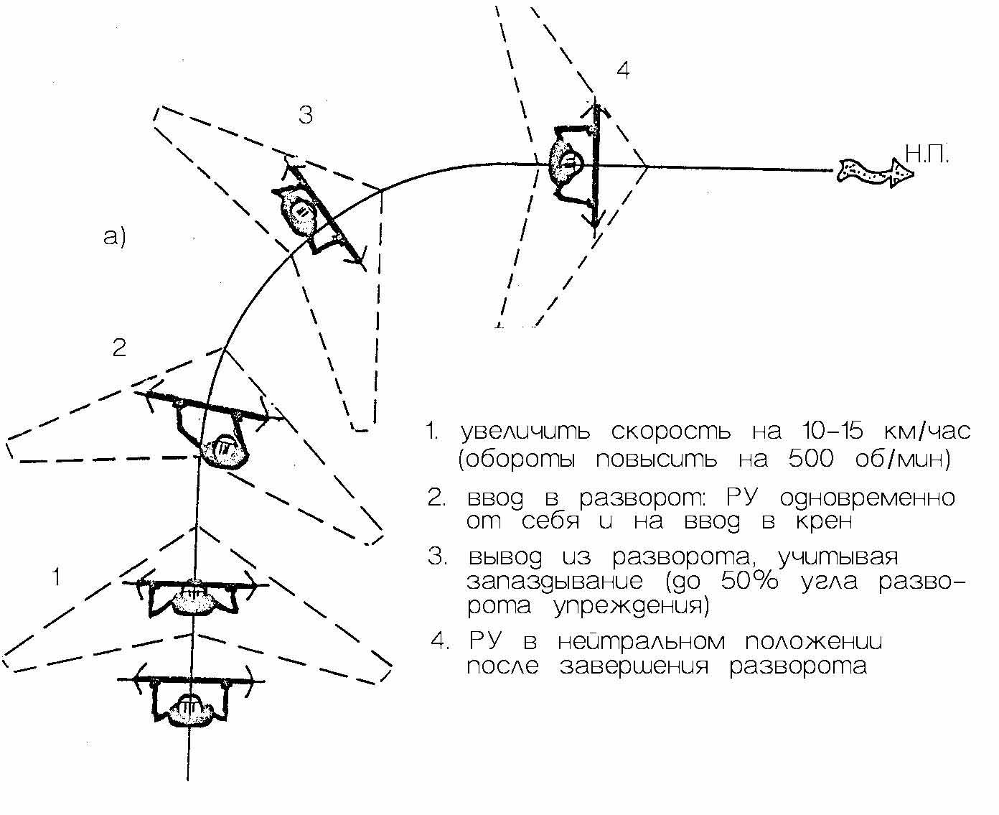 4
3
Н.П.
а)
2
1
1. увеличить скорость на 10-15 км/час
(обороты повысить на 500 об/мин)
2. ввод в разворот: РУ одновременно
от себя и на ввод в крен
3. вывод из разворота, учитывая
запаздывание (до 50% угла разво-
рота упреждения)
4. РУ в нейтральном положении
после завершения разворота